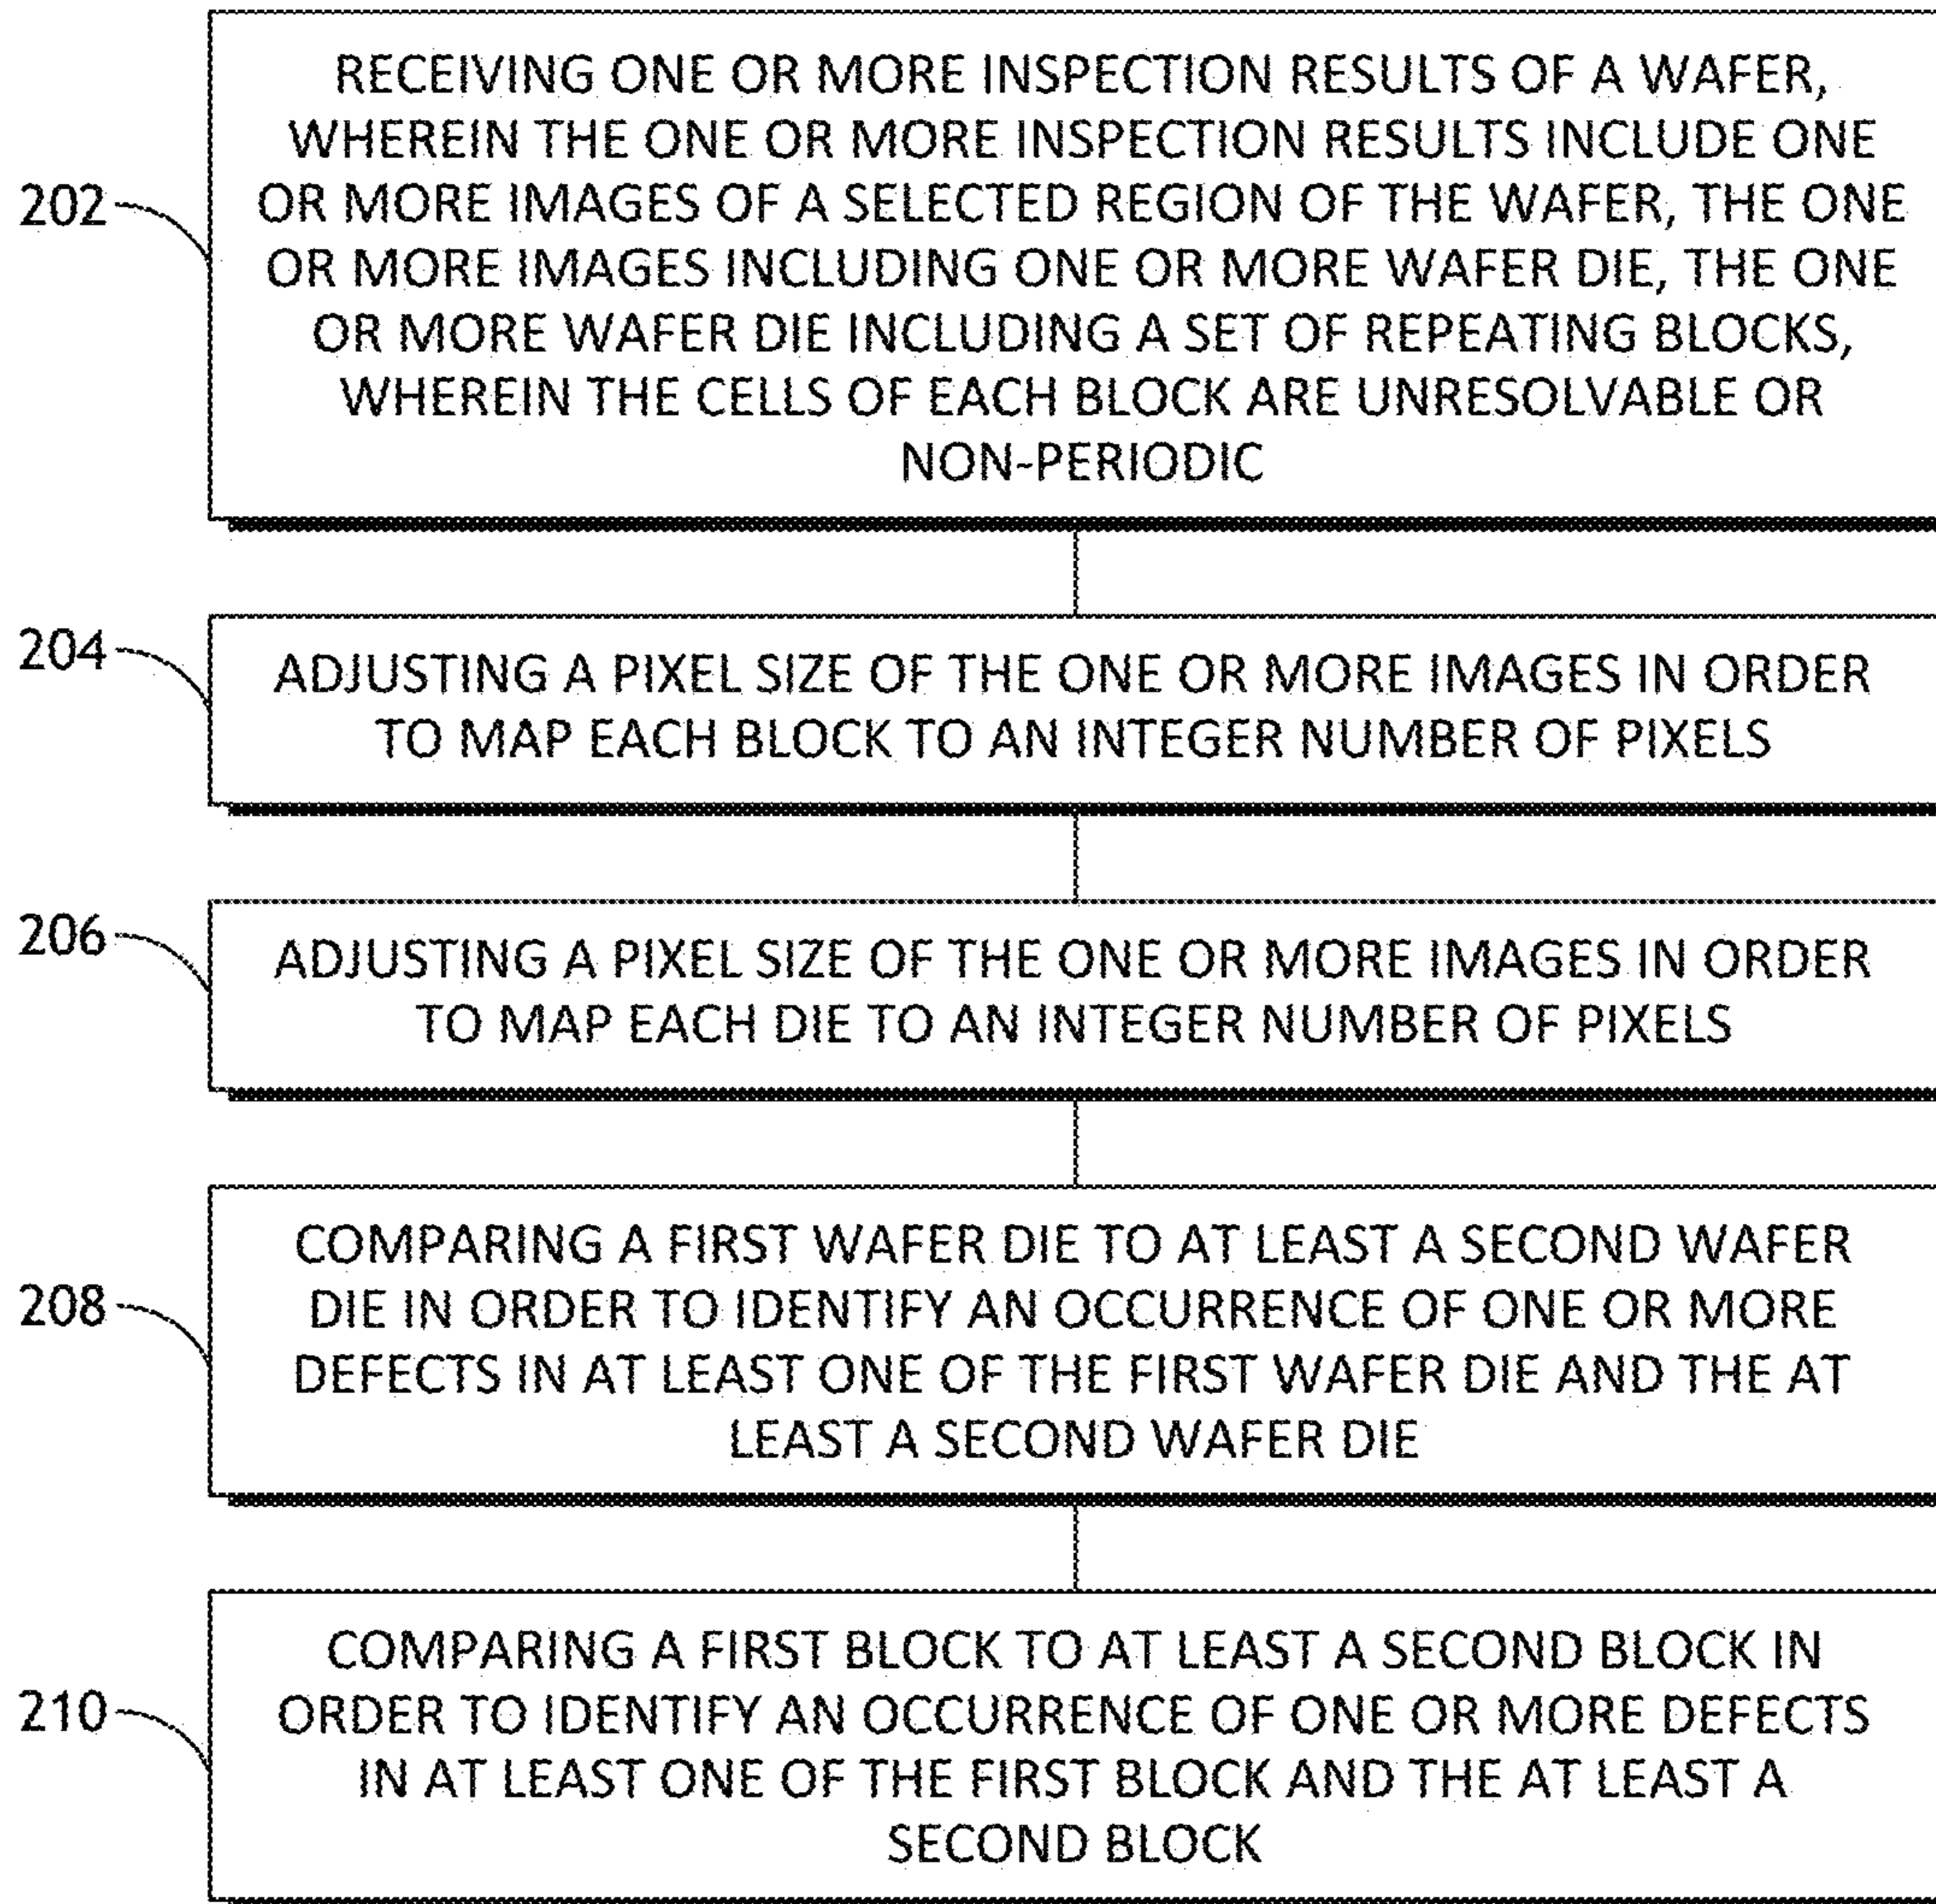 RECEIVING ONE OR MORE INSPECTION RESULTS OF A WAFER,
WHEREIN THE ONE OR MORE INSPECTION RESULTS INCLUDE ONE
202 OR MORE IMAGES OF A SELECTED REGION OF THE WAFER, THE ONE
OR MORE IMAGES INCLUDING ONE OR MORE WAFER DIE, THE ONE
OR MORE WAFER DIE INCLUDING A SET OF REPEATING BLOCKS,
WHEREIN THE CELLS OF EACH BLOCK ARE UNRESOLVABLE OR
NON-PERIODIC
204 ADJUSTING A PIXEL SIZE OF THE ONE OR MORE IMAGES IN ORDER
TO MAP EACH BLOCK TO AN INTEGER NUMBER OF PIXELS
206 ADJUSTING A PIXEL SIZE OF THE ONE OR MORE IMAGES IN ORDER
TO MAP EACH DIE TO AN INTEGER NUMBER OF PIXELS
COMPARING A FIRST WAFER DIE TO AT LEAST A SECOND WAFER
208 DIE IN ORDER TO IDENTIFY AN OCCURRENCE OF ONE OR MORE
DEFECTS IN AT LEAST ONE OF THE FIRST WAFER DIE AND THE AT
LEAST A SECOND WAFER DIE
COMPARING A FIRST BLOCK TO AT LEAST A SECOND BLOCK IN
210 ORDER TO IDENTIFY AN OCCURRENCE OF ONE OR MORE DEFECTS
IN AT LEAST ONE OF THE FIRST BLOCK AND THE AT LEAST A
SECOND BLOCK